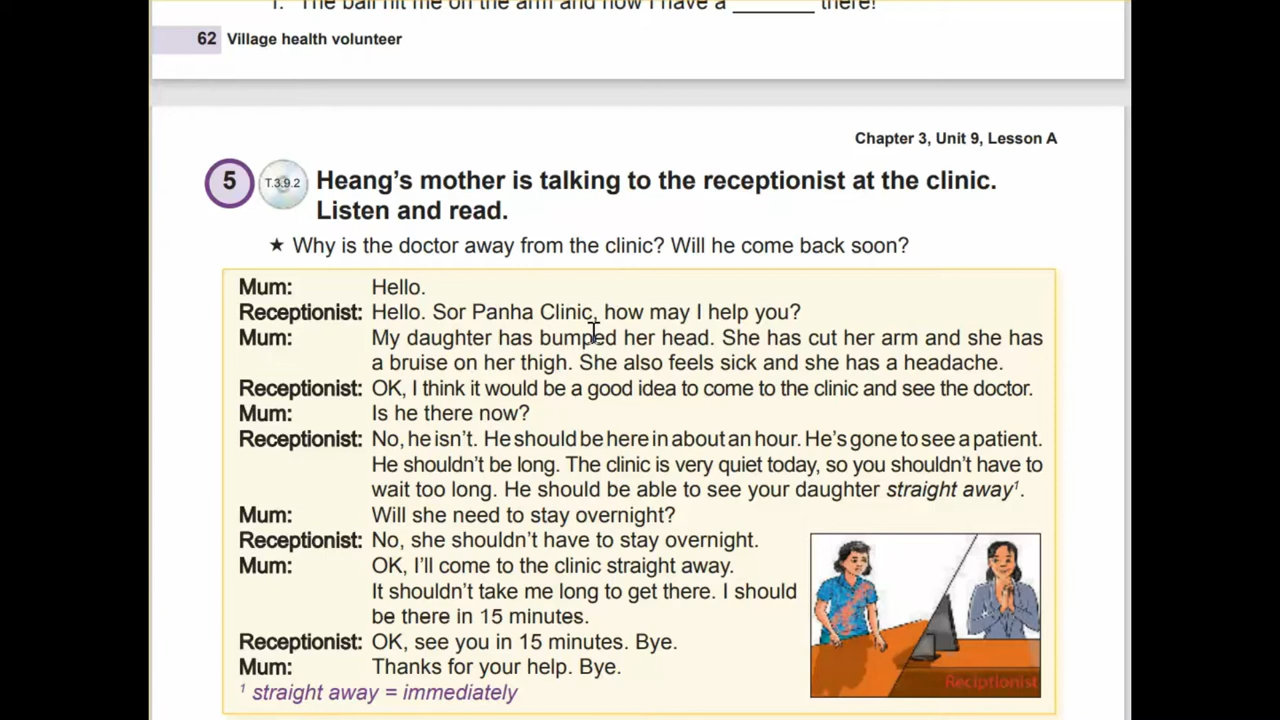 1. The ball hit me on the arm and now I have a _______ there!
62 Village health volunteer
Chapter 3, Unit 9, Lesson A
5 T.3.9.2 Heang's mother is talking to the receptionist at the clinic.
Listen and read.
★ Why is the doctor away from the clinic? Will he come back soon?
Mum: Hello.
Receptionist: Hello. Sor Panha Clinic, how may I help you?
Mum: My daughter has bumped her head. She has cut her arm and she has
a bruise on her thigh. She also feels sick and she has a headache.
Receptionist: OK, I think it would be a good idea to come to the clinic and see the doctor.
Mum: Is he there now?
Receptionist: No, he isn't. He should be here in about an hour. He's gone to see a patient.
He shouldn't be long. The clinic is very quiet today, so you shouldn't have to
wait too long. He should be able to see your daughter straight away¹.
Mum: Will she need to stay overnight?
Receptionist: No, she shouldn't have to stay overnight.
Mum: OK, I'll come to the clinic straight away.
It shouldn't take me long to get there. I should
be there in 15 minutes.
Receptionist: OK, see you in 15 minutes. Bye.
Mum: Thanks for your help. Bye.
Reciptionist
¹ straight away = immediately